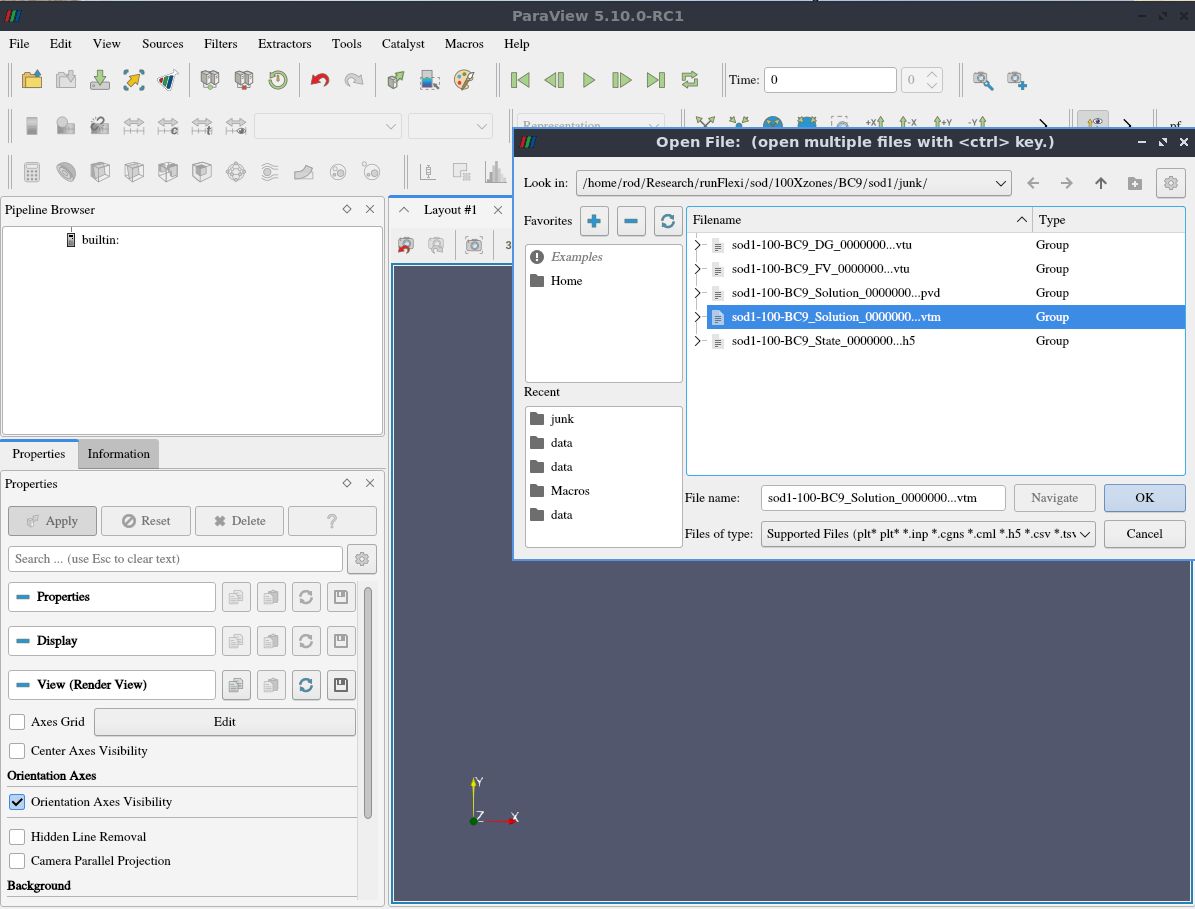 ParaView 5.10.0-RC1
File Edit View Sources Filters Extractors Tools Catalyst Macros Help
Time: 0 0
Representation
+X -X +Y -Y
Pipeline Browser
builtin:
Layout #1
3
Properties Information
Properties
Apply Reset Delete ?
Search ... (use Esc to clear text)
Properties
Display
View (Render View)
Axes Grid Edit
Center Axes Visibility
Orientation Axes
Orientation Axes Visibility
Hidden Line Removal
Camera Parallel Projection
Background
Y
Z X
Open File: (open multiple files with <ctrl> key.)
Look in: /home/rod/Research/runFlexi/sod/100Xzones/BC9/sod1/junk/
Favorites
Examples
Home
Recent
junk
data
data
Macros
data
Filename Type
sod1-100-BC9_DG_0000000...vtu Group
sod1-100-BC9_FV_0000000...vtu Group
sod1-100-BC9_Solution_0000000...pvd Group
sod1-100-BC9_Solution_0000000...vtm Group
sod1-100-BC9_State_0000000...h5 Group
File name: sod1-100-BC9_Solution_0000000...vtm Navigate OK
Files of type: Supported Files (plt* plt* *.inp *.cgns *.cml *.h5 *.csv *.tsv Cancel